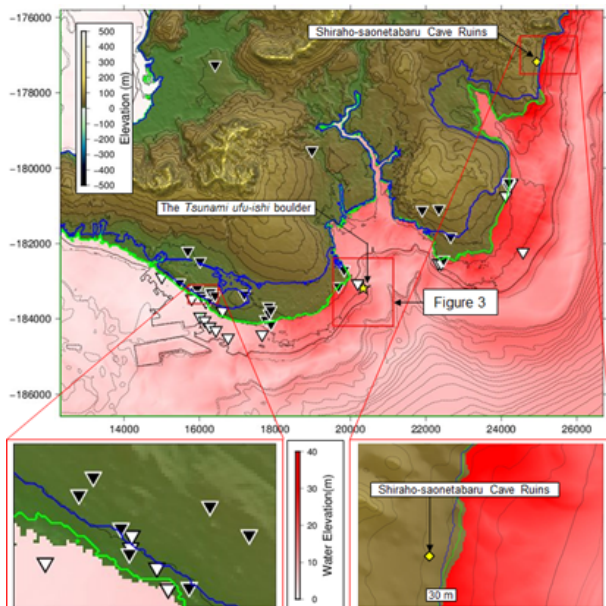 -176000
-178000
-180000
-182000
-184000
-186000
500
400
300
200
100
0
-100
-200
-300
-400
-500
Elevation (m)
Shiraho-saonetabaru Cave Ruins
The Tsunami ufu-ishi boulder
Figure 3
14000 16000 18000 20000 22000 24000 26000
40
30
20
10
0
Water Elevation(m)
Shiraho-saonetabaru Cave Ruins
30 m